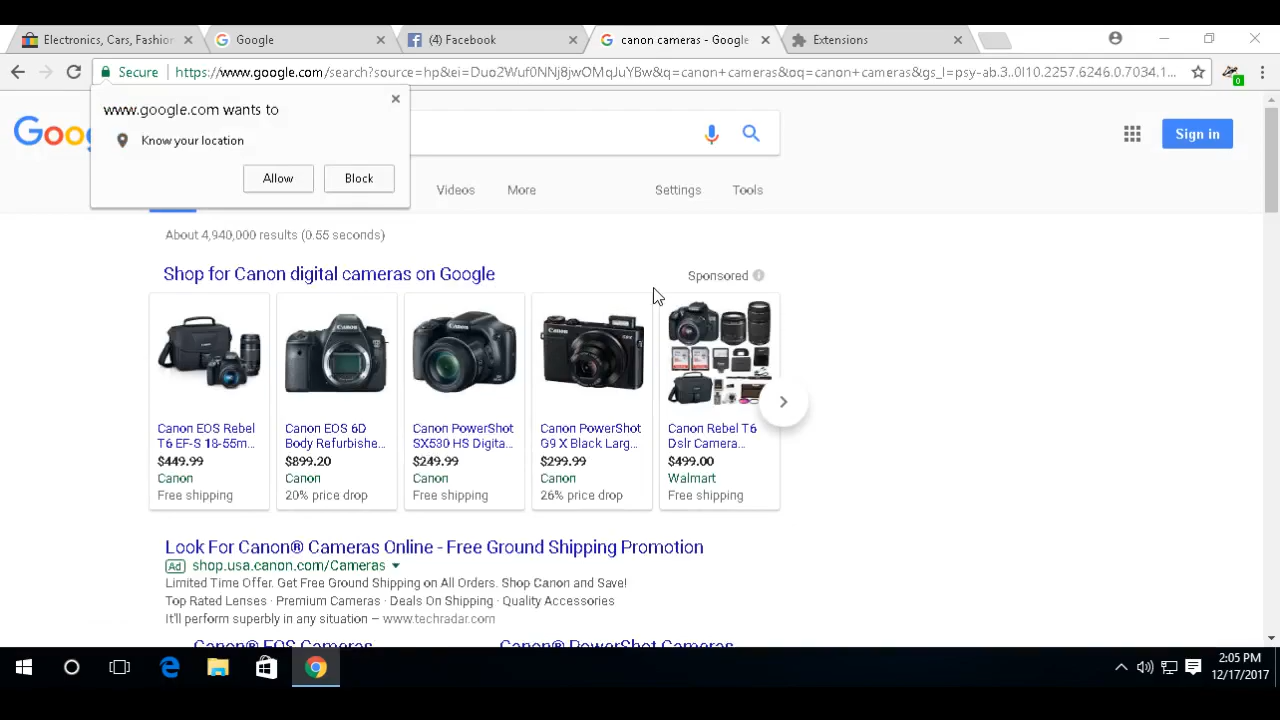 Electronics, Cars, Fashion
Google
(4) Facebook
canon cameras - Google
Extensions
Secure
https://www.google.com/search?source=hp&ei=Duo2Wuf0NNj8jwOMqJuYBw&q=canon+cameras&oq=canon+cameras&gs_l=psy-ab.3..0l10.2257.6246.0.7034.1...
0
www.google.com wants to
Know your location
Allow
Block
Goo
Sign in
Videos
More
Settings
Tools
About 4,940,000 results (0.55 seconds)
Shop for Canon digital cameras on Google
Sponsored
Canon EOS Rebel
T6 EF-S 18-55m...
$449.99
Canon
Free shipping
Canon EOS 6D
Body Refurbishe...
$899.20
Canon
20% price drop
Canon PowerShot
SX530 HS Digita...
$249.99
Canon
Free shipping
Canon PowerShot
G9 X Black Larg...
$299.99
Canon
26% price drop
Canon Rebel T6
Dslr Camera...
$499.00
Walmart
Free shipping
Look For Canon® Cameras Online - Free Ground Shipping Promotion
Ad shop.usa.canon.com/Cameras
Limited Time Offer. Get Free Ground Shipping on All Orders. Shop Canon and Save!
Top Rated Lenses · Premium Cameras · Deals On Shipping · Quality Accessories
It'll perform superbly in any situation – www.techradar.com
Canon® EOS Cameras
Canon® PowerShot Cameras
2:05 PM
12/17/2017